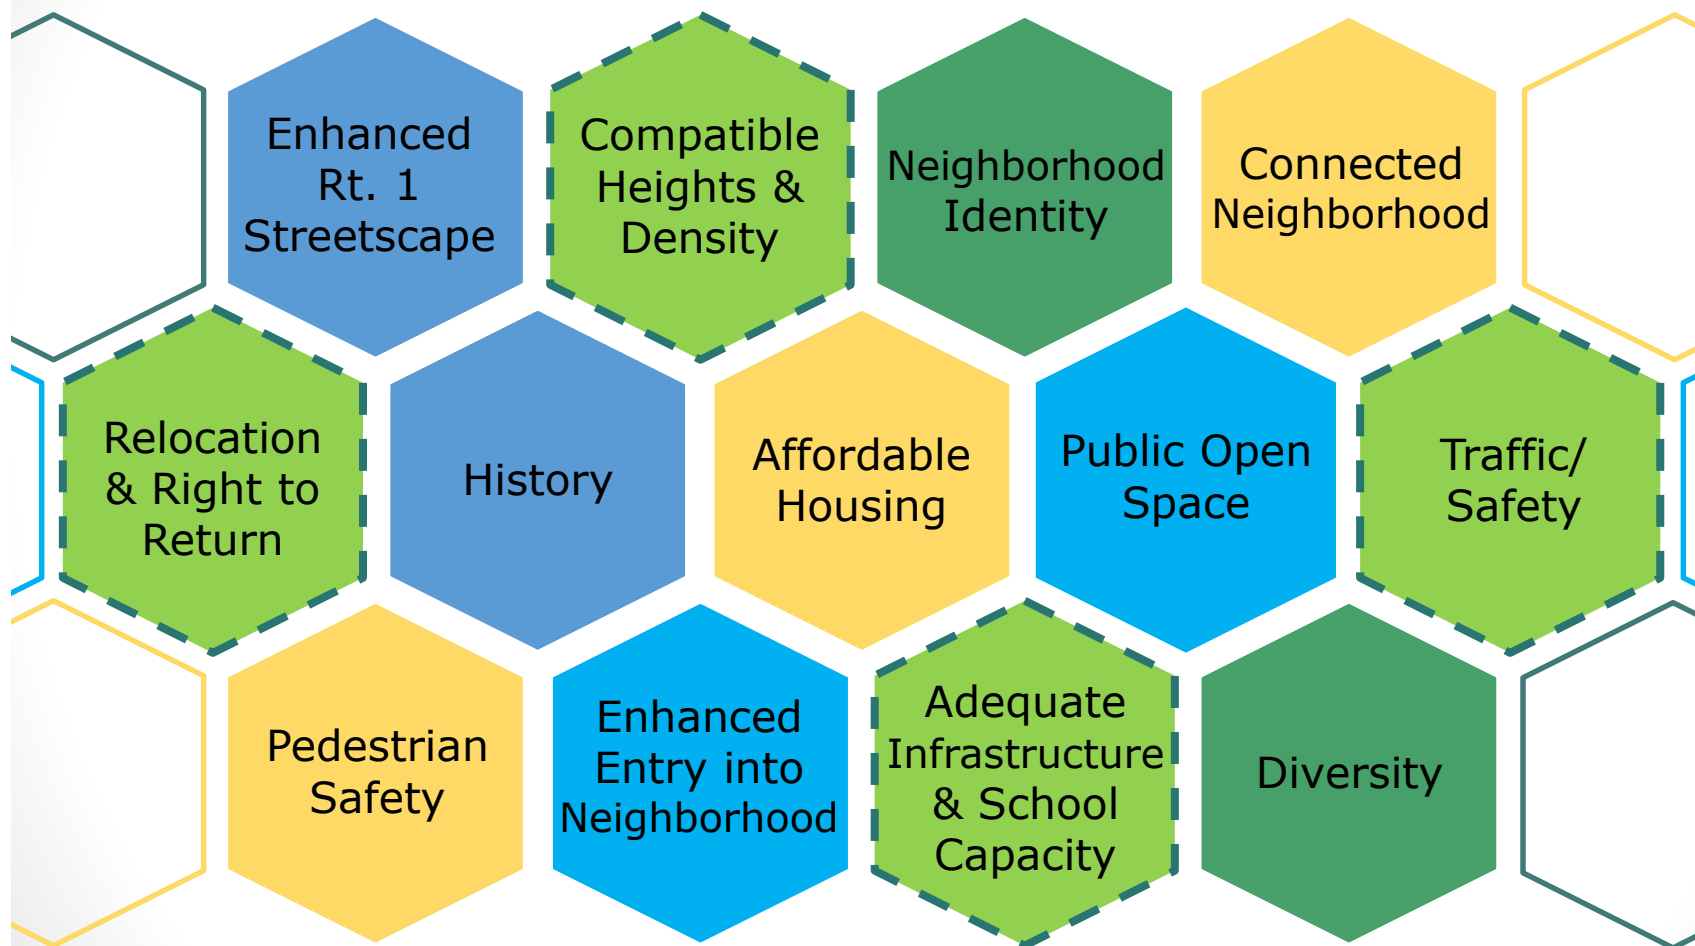 Enhanced
Rt. 1
Streetscape
Compatible
Heights &
Density
Neighborhood
Identity
Connected
Neighborhood
Relocation
& Right to
Return
History
Affordable
Housing
Public Open
Space
Traffic/
Safety
Pedestrian
Safety
Enhanced
Entry into
Neighborhood
Adequate
Infrastructure
& School
Capacity
Diversity